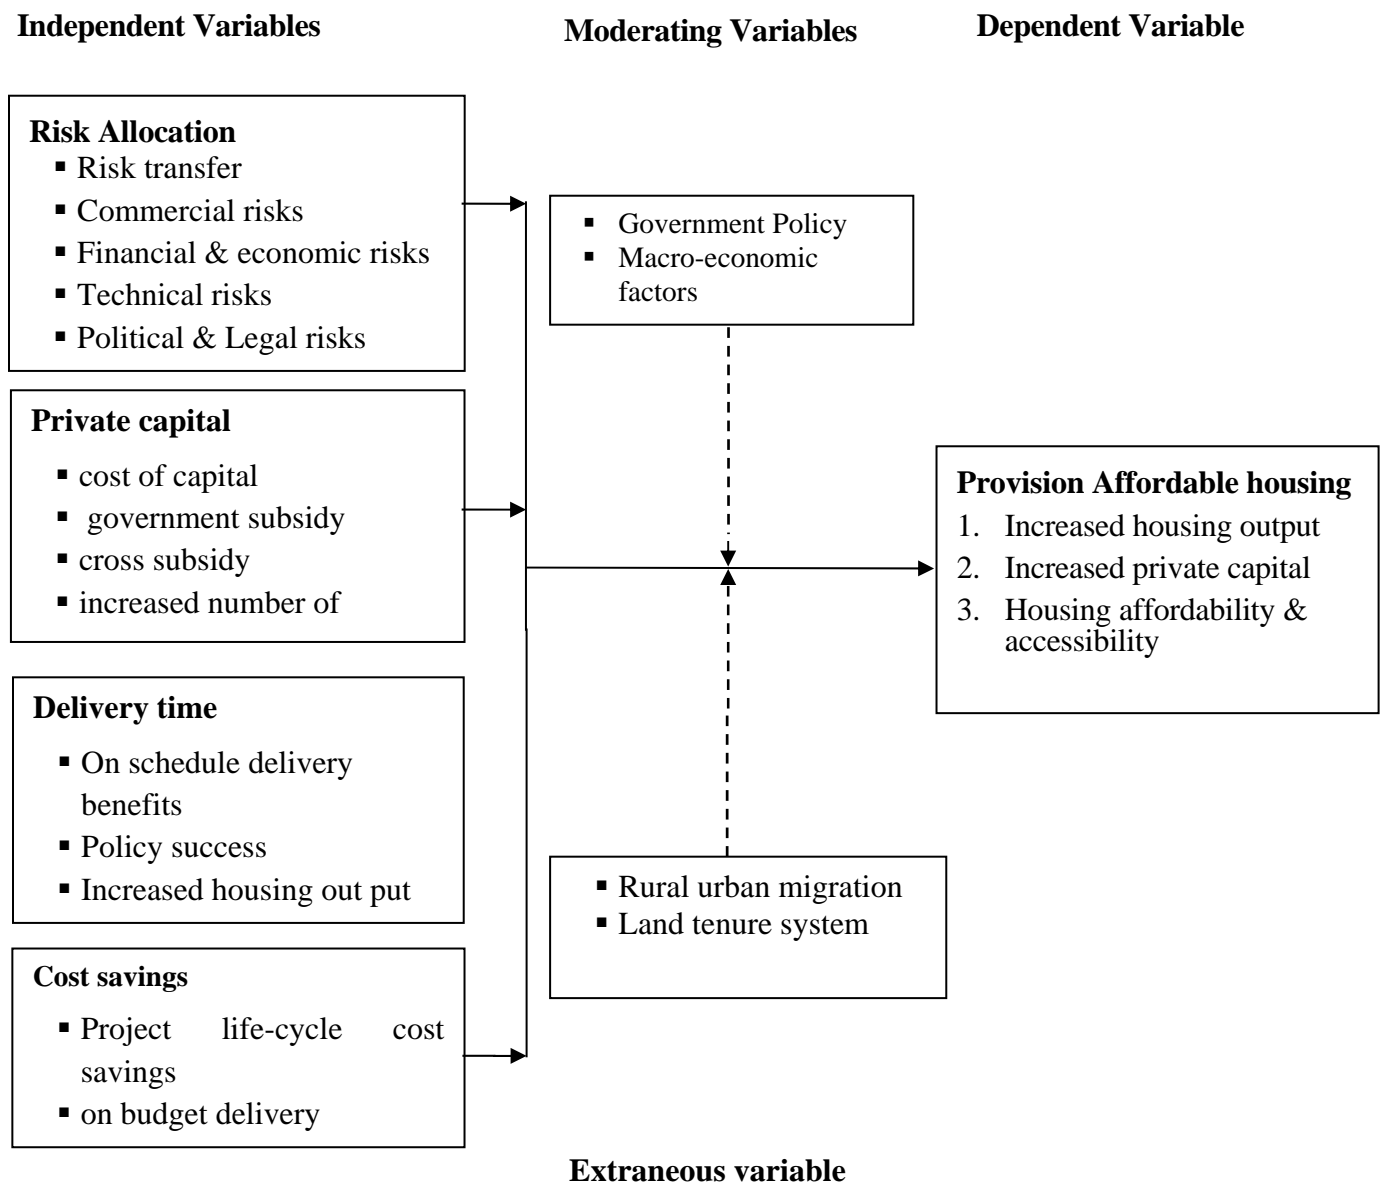 Independent Variables
Moderating Variables
Dependent Variable
Risk Allocation
▪ Risk transfer
▪ Commercial risks
▪ Financial & economic risks
▪ Technical risks
▪ Political & Legal risks
Private capital
▪ cost of capital
▪ government subsidy
▪ cross subsidy
▪ increased number of
Delivery time
▪ On schedule delivery
benefits
▪ Policy success
▪ Increased housing out put
Cost savings
▪ Project life-cycle cost
savings
▪ on budget delivery
▪ Government Policy
▪ Macro-economic
factors
▪ Rural urban migration
▪ Land tenure system
Extraneous variable
Provision Affordable housing
1. Increased housing output
2. Increased private capital
3. Housing affordability &
accessibility